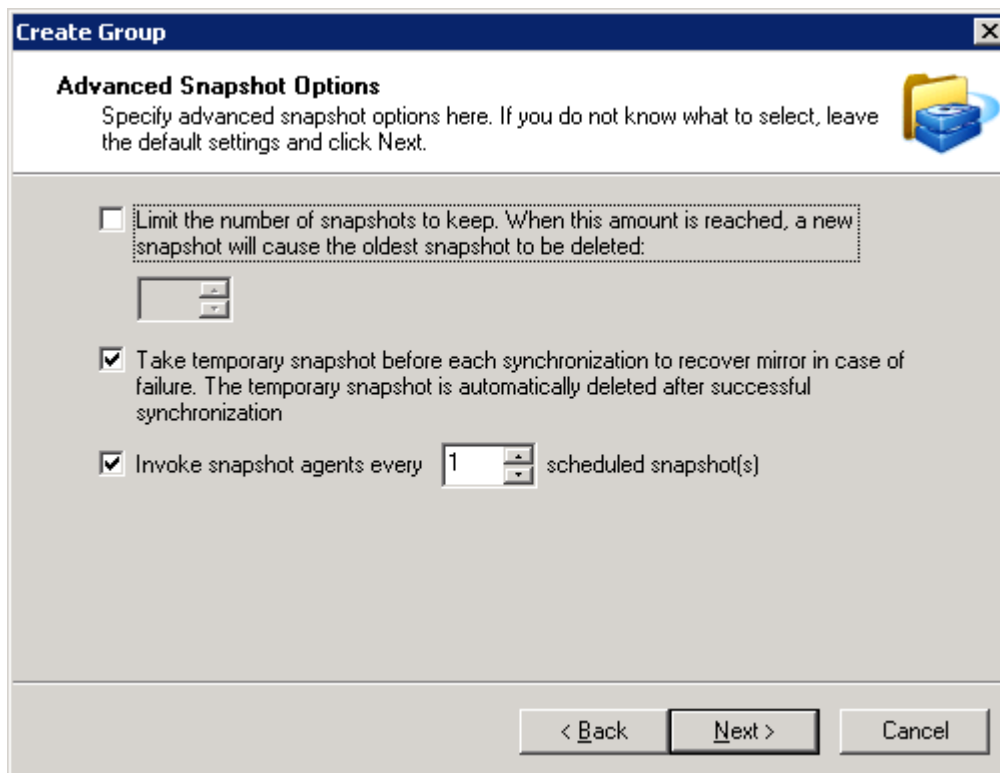 Create Group
Advanced Snapshot Options
Specify advanced snapshot options here. If you do not know what to select, leave
the default settings and click Next.
Limit the number of snapshots to keep. When this amount is reached, a new
snapshot will cause the oldest snapshot to be deleted:
Take temporary snapshot before each synchronization to recover mirror in case of
failure. The temporary snapshot is automatically deleted after successful
synchronization
Invoke snapshot agents every 1 scheduled snapshot(s)
< Back Next > Cancel